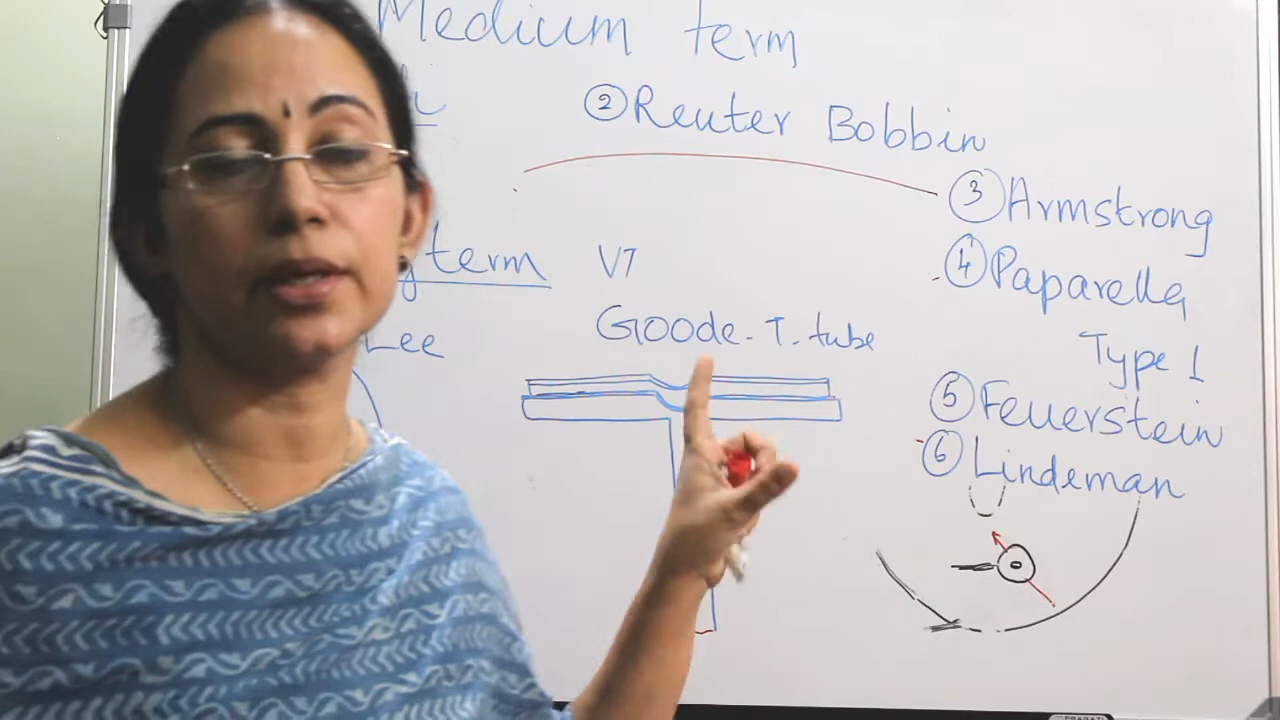 Medium term
② Reuter Bobbin
③ Armstrong
④ Paparella
Type 1
⑤ Feuerstein
⑥ Lindeman
term VT
Lee
Goode - T - tube